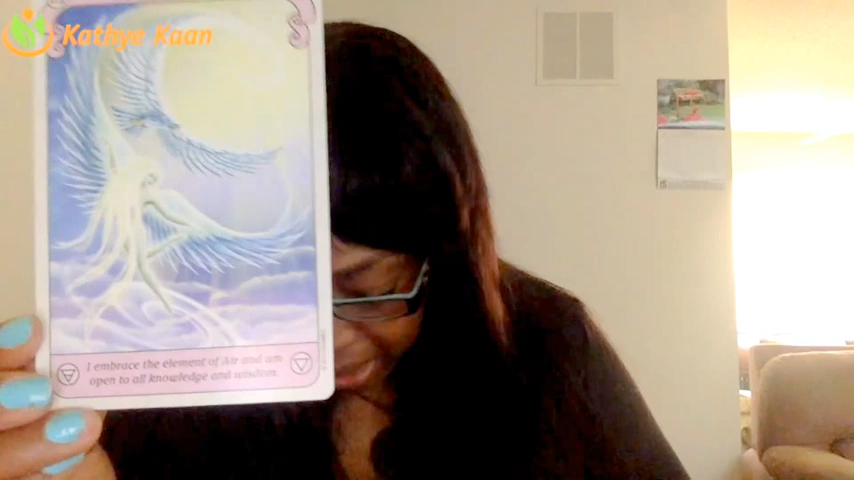 Kathye Kaan
I embrace the element of Air and am
open to all knowledge and wisdom.